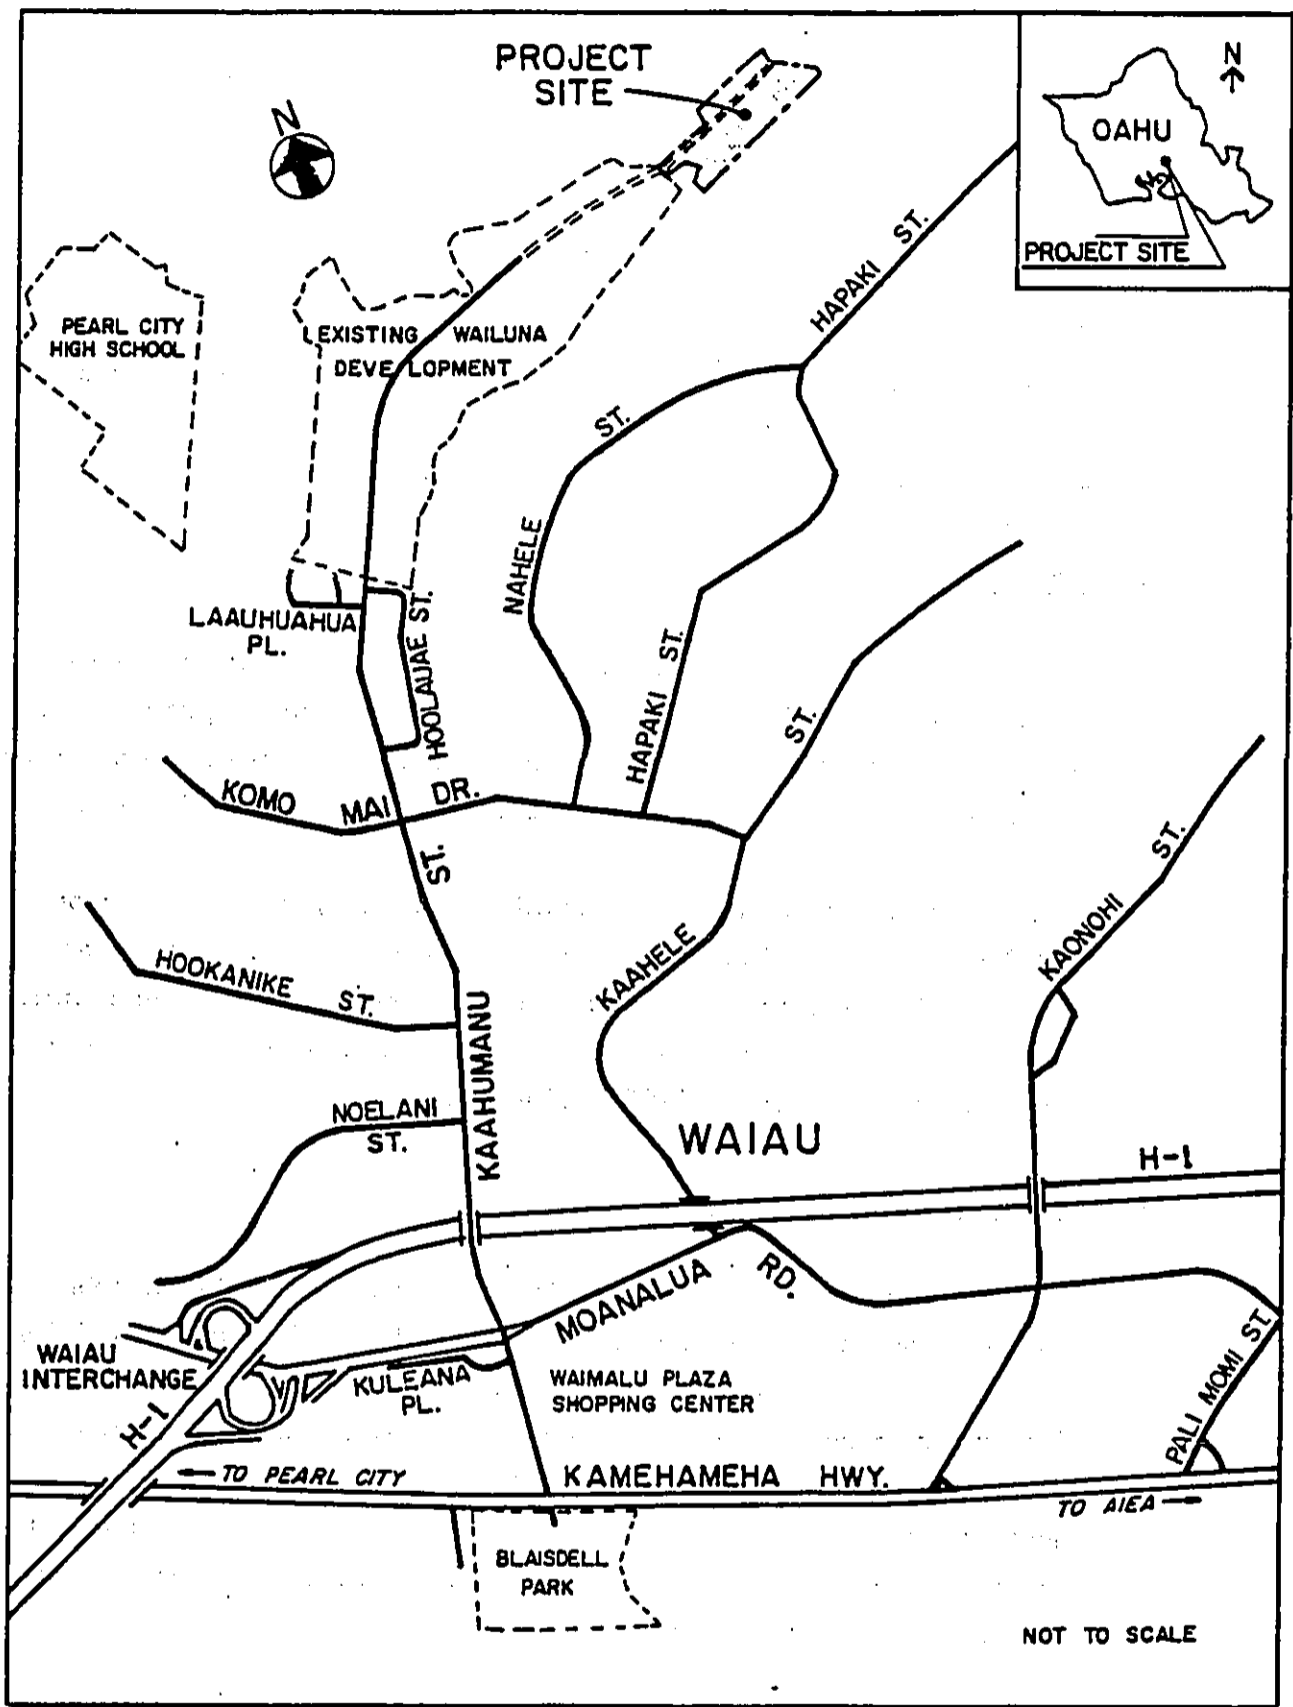 PROJECT
SITE
N
N
OAHU
PROJECT SITE
HAPAKI ST.
PEARL CITY
HIGH SCHOOL
EXISTING WAILUNA
DEVELOPMENT
NAHELE ST.
LAAUHUAHUA
PL.
HOOLAUAE ST.
HAPAKI ST.
KOMO MAI DR.
KAAHELE ST.
KAONOHI ST.
HOOKANIKE ST.
KAAHUMANU ST.
NOELANI
ST.
WAIAU
H-1
MOANALUA RD.
WAIAU
INTERCHANGE
KULEANA
PL.
WAIMALU PLAZA
SHOPPING CENTER
PALI MOMI ST.
H-1
← TO PEARL CITY
KAMEHAMEHA HWY.
TO AIEA →
BLAISDELL
PARK
NOT TO SCALE